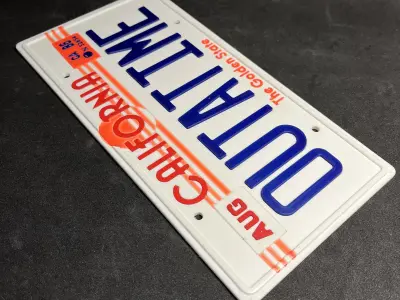 AUG CALIFORNIA
OUTATIME
The Golden State